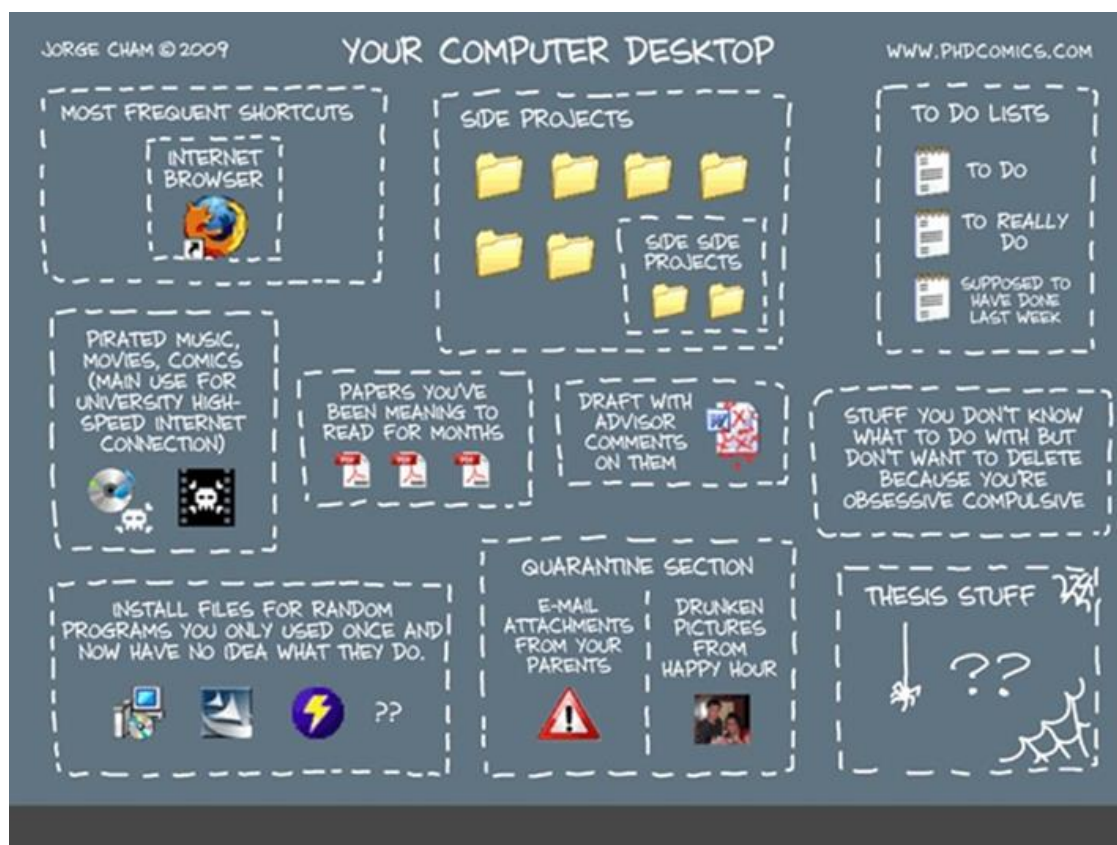 JORGE CHAM © 2009
YOUR COMPUTER DESKTOP
WWW.PHDCOMICS.COM
MOST FREQUENT SHORTCUTS
INTERNET
BROWSER
SIDE PROJECTS
SIDE SIDE
PROJECTS
TO DO LISTS
TO DO
TO REALLY
DO
SUPPOSED TO
HAVE DONE
LAST WEEK
PIRATED MUSIC,
MOVIES, COMICS
(MAIN USE FOR
UNIVERSITY HIGH-
SPEED INTERNET
CONNECTION)
PAPERS YOU'VE
BEEN MEANING TO
READ FOR MONTHS
PDF
PDF
PDF
DRAFT WITH
ADVISOR
COMMENTS
ON THEM
W
STUFF YOU DON'T KNOW
WHAT TO DO WITH BUT
DON'T WANT TO DELETE
BECAUSE YOU'RE
OBSESSIVE COMPULSIVE
INSTALL FILES FOR RANDOM
PROGRAMS YOU ONLY USED ONCE AND
NOW HAVE NO IDEA WHAT THEY DO.
??
QUARANTINE SECTION
E-MAIL
ATTACHMENTS
FROM YOUR
PARENTS
!
DRUNKEN
PICTURES
FROM
HAPPY HOUR
THESIS STUFF
??